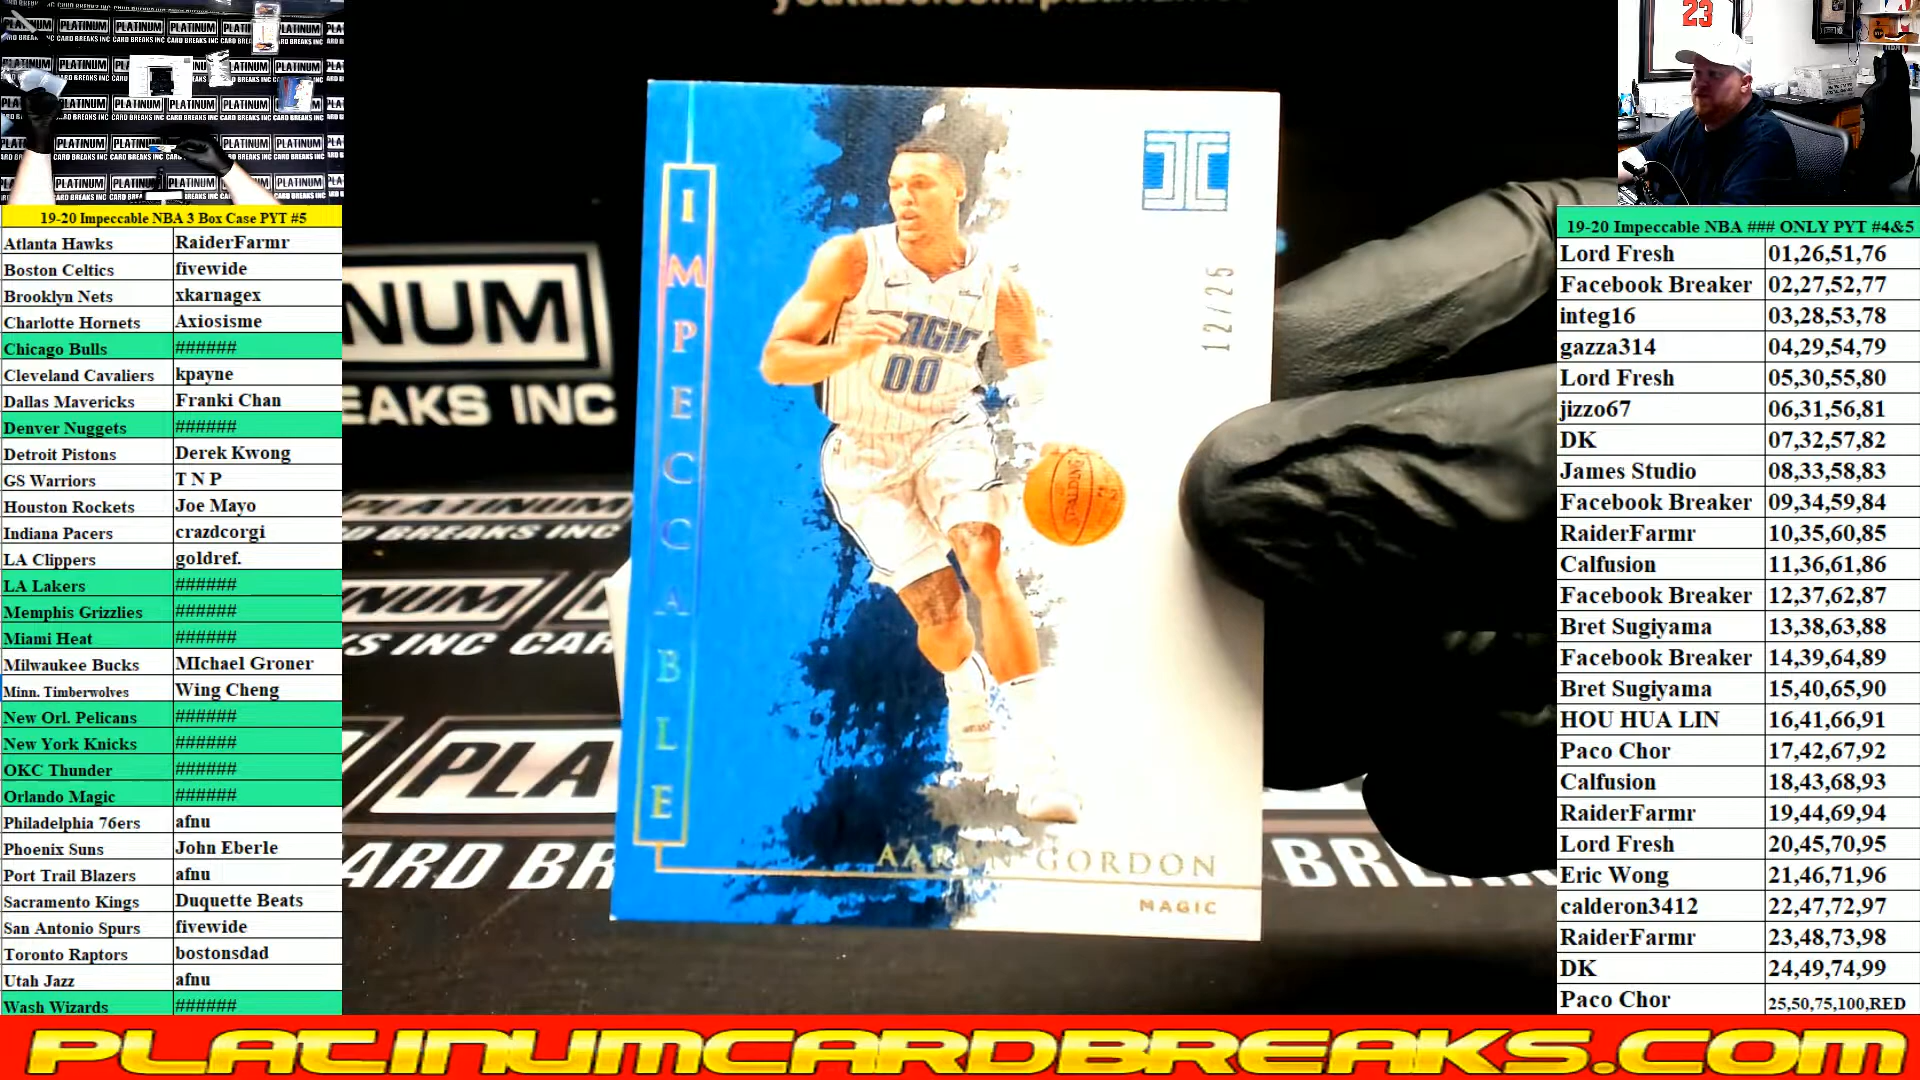 youtube.com/platinum
19-20 Impeccable NBA 3 Box Case PYT #5
Atlanta Hawks RaiderFarmr
Boston Celtics fivewide
Brooklyn Nets xkarnagex
Charlotte Hornets Axiosisme
Chicago Bulls ######
Cleveland Cavaliers kpayne
Dallas Mavericks Franki Chan
Denver Nuggets ######
Detroit Pistons Derek Kwong
GS Warriors T N P
Houston Rockets Joe Mayo
Indiana Pacers crazdcorgi
LA Clippers goldref.
LA Lakers ######
Memphis Grizzlies ######
Miami Heat ######
Milwaukee Bucks MIchael Groner
Minn. Timberwolves Wing Cheng
New Orl. Pelicans ######
New York Knicks ######
OKC Thunder ######
Orlando Magic ######
Philadelphia 76ers afnu
Phoenix Suns John Eberle
Port Trail Blazers afnu
Sacramento Kings Duquette Beats
San Antonio Spurs fivewide
Toronto Raptors bostonsdad
Utah Jazz afnu
Wash Wizards ######
IMPECCABLE
12/25
MAGIC
00
SPALDING
AARON GORDON
MAGIC
NUM
EAKS INC
PLATINUM
CARD BREAKS INC
23
19-20 Impeccable NBA ### ONLY PYT #4&5
Lord Fresh 01,26,51,76
Facebook Breaker 02,27,52,77
integ16 03,28,53,78
gazza314 04,29,54,79
Lord Fresh 05,30,55,80
jizzo67 06,31,56,81
DK 07,32,57,82
James Studio 08,33,58,83
Facebook Breaker 09,34,59,84
RaiderFarmr 10,35,60,85
Calfusion 11,36,61,86
Facebook Breaker 12,37,62,87
Bret Sugiyama 13,38,63,88
Facebook Breaker 14,39,64,89
Bret Sugiyama 15,40,65,90
HOU HUA LIN 16,41,66,91
Paco Chor 17,42,67,92
Calfusion 18,43,68,93
RaiderFarmr 19,44,69,94
Lord Fresh 20,45,70,95
Eric Wong 21,46,71,96
calderon3412 22,47,72,97
RaiderFarmr 23,48,73,98
DK 24,49,74,99
Paco Chor 25,50,75,100,RED
PLATINUMCARDBREAKS.COM